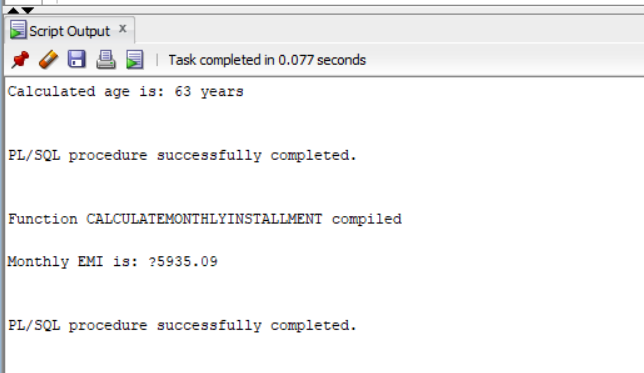 Script Output x
Task completed in 0.077 seconds
Calculated age is: 63 years
PL/SQL procedure successfully completed.
Function CALCULATEMONTHLYINSTALLMENT compiled
Monthly EMI is: ?5935.09
PL/SQL procedure successfully completed.